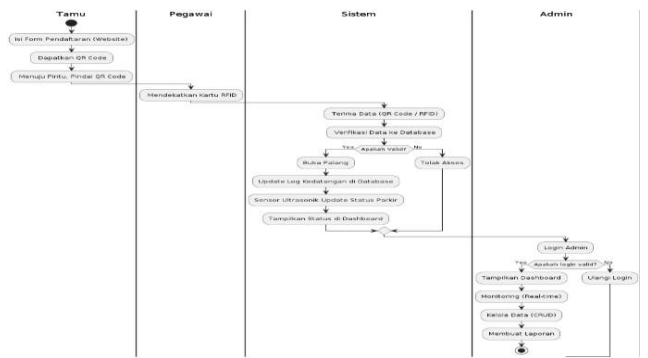 Tamu
Pegawai
Sistem
Admin
Isi Form Pendaftaran (Website)
Dapatkan QR Code
Menuju Pintu, Pindai QR Code
Mendekatkan Kartu RFID
Terima Data (QR Code / RFID)
Verifikasi Data ke Database
Yes
Apakah Valid?
No
Buka Palang
Tolak Akses
Update Log Kedatangan di Database
Sensor Ultrasonik Update Status Parkir
Tampilkan Status di Dashboard
Login Admin
Yes
Apakah login valid?
No
Tampilkan Dashboard
Ulangi Login
Monitoring (Real-time)
Kelola Data (CRUD)
Membuat Laporan